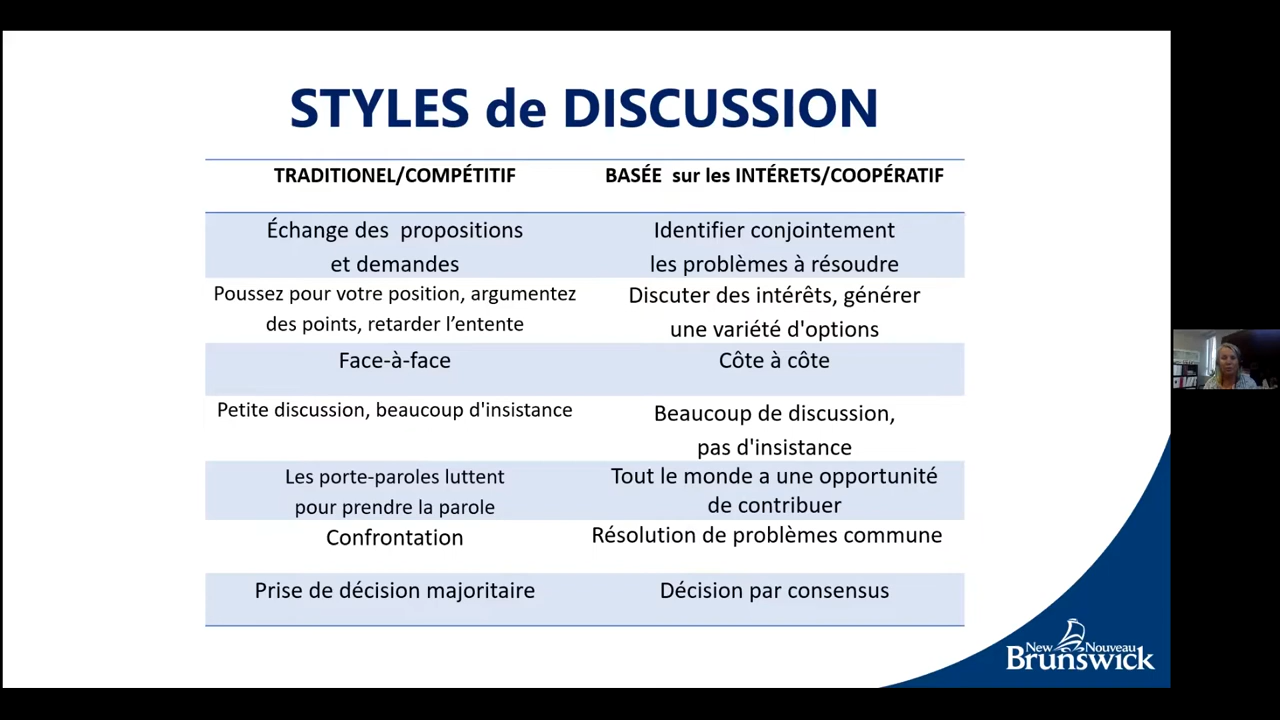 STYLES de DISCUSSION
TRADITIONEL/COMPÉTITIF
BASÉE sur les INTÉRETS/COOPÉRATIF
Échange des propositions
et demandes
Identifier conjointement
les problèmes à résoudre
Poussez pour votre position, argumentez
des points, retarder l’entente
Discuter des intérêts, générer
une variété d'options
Face-à-face
Côte à côte
Petite discussion, beaucoup d'insistance
Beaucoup de discussion,
pas d'insistance
Les porte-paroles luttent
pour prendre la parole
Tout le monde a une opportunité
de contribuer
Confrontation
Résolution de problèmes commune
Prise de décision majoritaire
Décision par consensus
New Nouveau
Brunswick